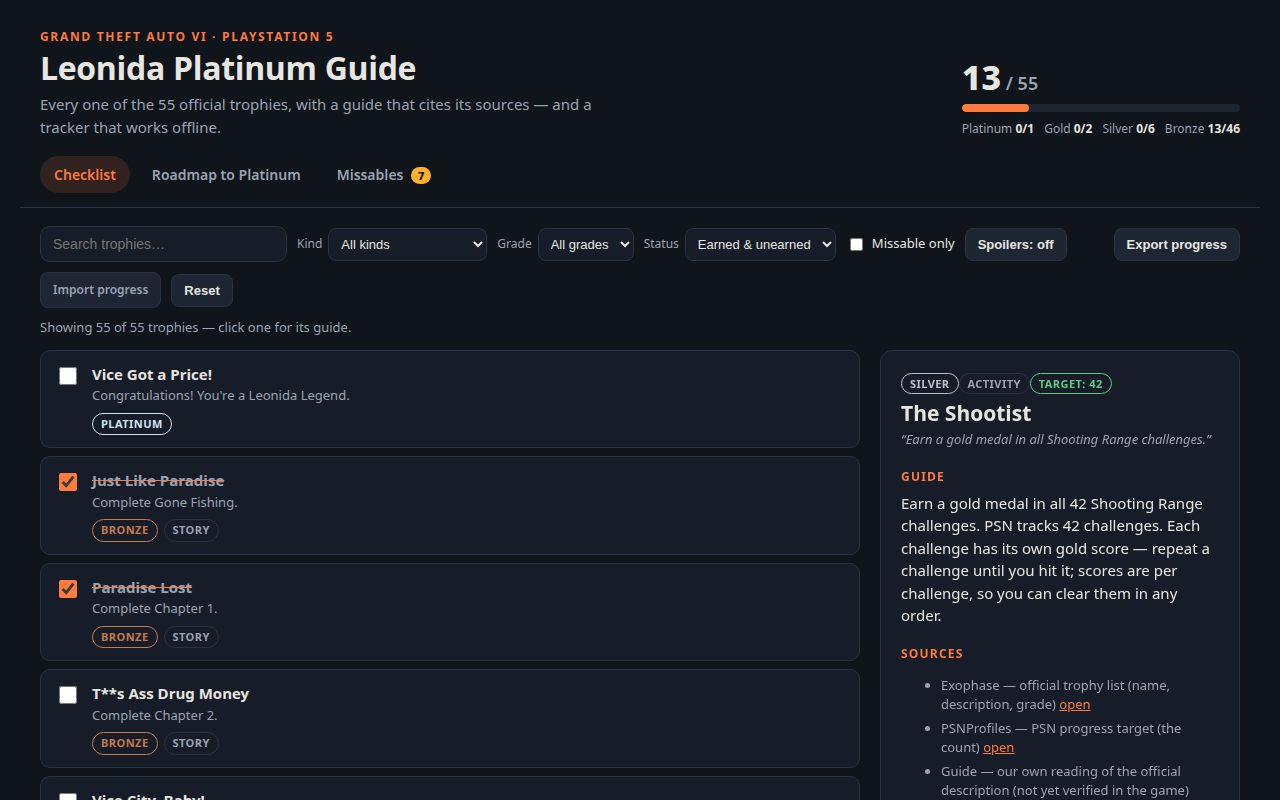 GRAND THEFT AUTO VI · PLAYSTATION 5
Leonida Platinum Guide
Every one of the 55 official trophies, with a guide that cites its sources — and a
tracker that works offline.
13 / 55
Platinum 0/1 Gold 0/2 Silver 0/6 Bronze 13/46
Checklist Roadmap to Platinum Missables 7
Search trophies… Kind All kinds Grade All grades Status Earned & unearned Missable only Spoilers: off Export progress
Import progress Reset
Showing 55 of 55 trophies — click one for its guide.
Vice Got a Price!
Congratulations! You're a Leonida Legend.
PLATINUM
Just Like Paradise
Complete Gone Fishing.
BRONZE STORY
Paradise Lost
Complete Chapter 1.
BRONZE STORY
T**s Ass Drug Money
Complete Chapter 2.
BRONZE STORY
Vice City, Baby!
SILVER ACTIVITY TARGET: 42
The Shootist
“Earn a gold medal in all Shooting Range challenges.”
GUIDE
Earn a gold medal in all 42 Shooting Range
challenges. PSN tracks 42 challenges. Each
challenge has its own gold score — repeat a
challenge until you hit it; scores are per
challenge, so you can clear them in any
order.
SOURCES
Exophase — official trophy list (name,
description, grade) open
PSNProfiles — PSN progress target (the
count) open
Guide — our own reading of the official
description (not yet verified in the game)